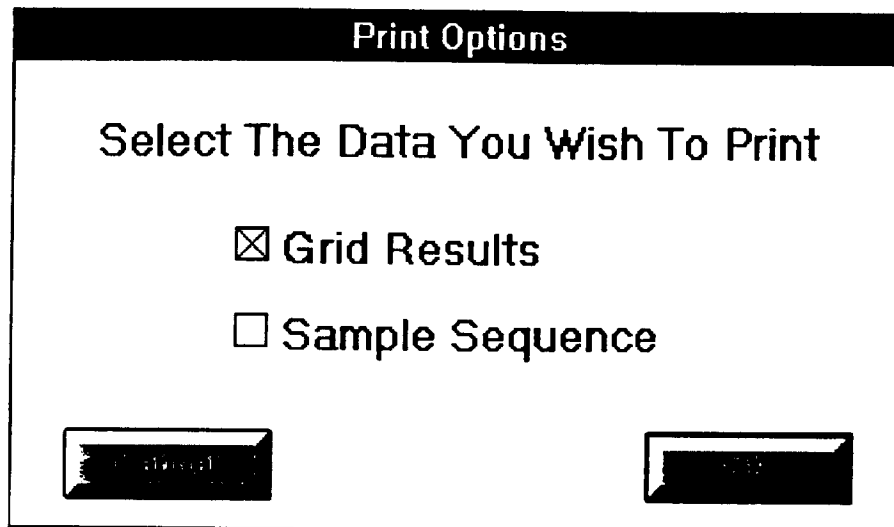 Print Options
Select The Data You Wish To Print
Grid Results
Sample Sequence